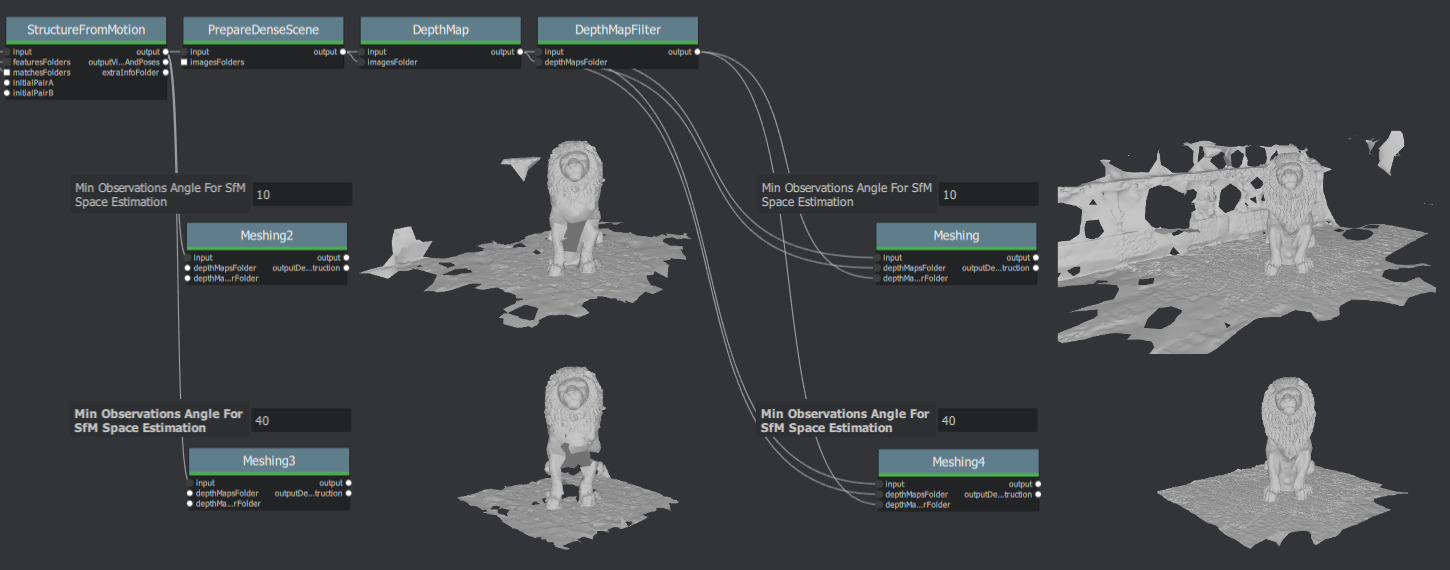 StructureFromMotion
input output
featuresFolders outputVi...AndPoses
matchesFolders extraInfoFolder
initialPairA
initialPairB
PrepareDenseScene
input output
imagesFolders
DepthMap
input output
imagesFolder
DepthMapFilter
input output
depthMapsFolder
Min Observations Angle For SfM
Space Estimation
10
Meshing2
input output
depthMapsFolder outputDe...truction
depthMa...rFolder
Min Observations Angle For SfM
Space Estimation
10
Meshing
input output
depthMapsFolder outputDe...truction
depthMa...rFolder
Min Observations Angle For
SfM Space Estimation
40
Meshing3
input output
depthMapsFolder outputDe...truction
depthMa...rFolder
Min Observations Angle For
SfM Space Estimation
40
Meshing4
input output
depthMapsFolder outputDe...truction
depthMa...rFolder